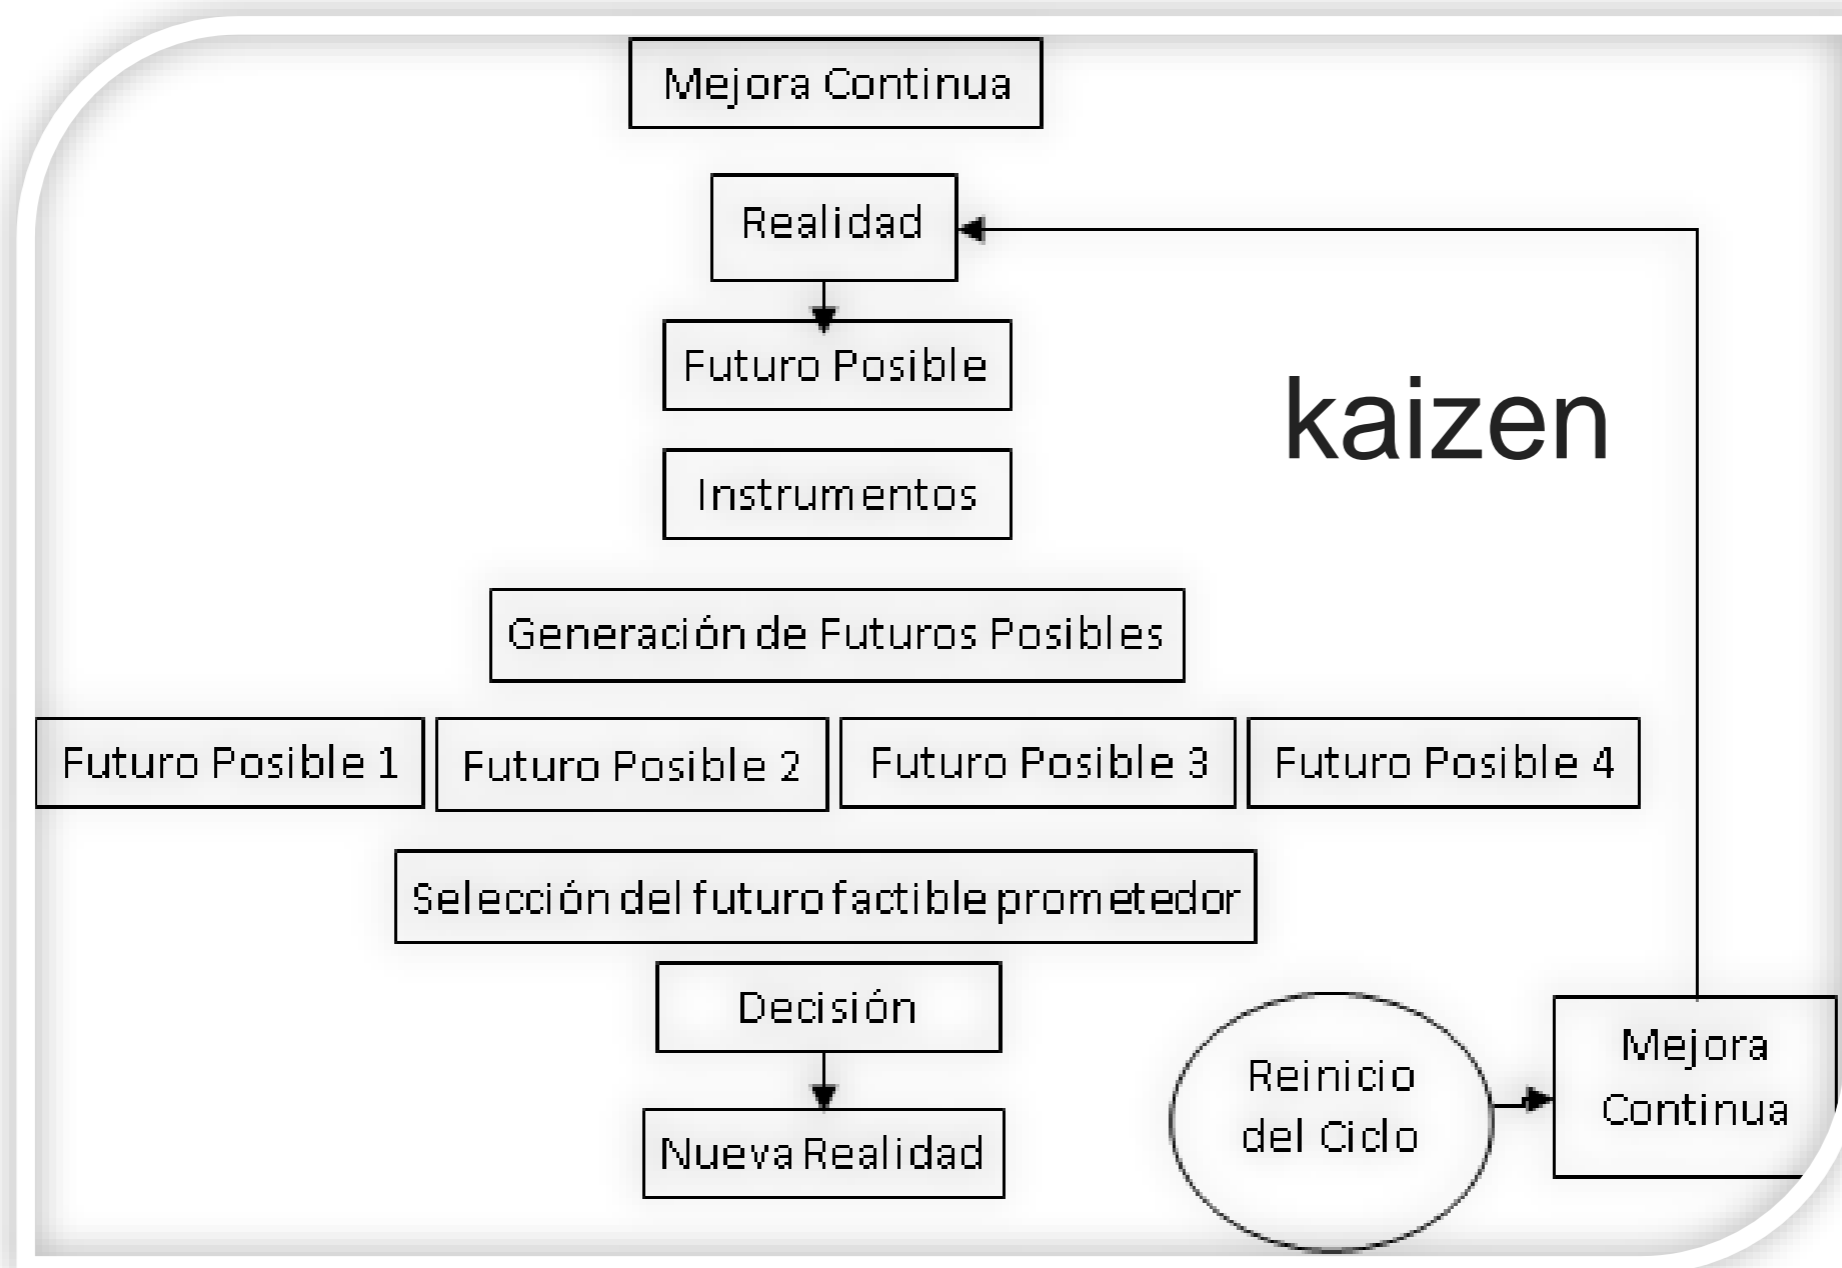 Mejora Continua
Realidad
Futuro Posible
kaizen
Instrumentos
Generación de Futuros Posibles
Futuro Posible 1
Futuro Posible 2
Futuro Posible 3
Futuro Posible 4
Selección del futuro factible prometedor
Decisión
Nueva Realidad
Reinicio
del Ciclo
Mejora
Continua